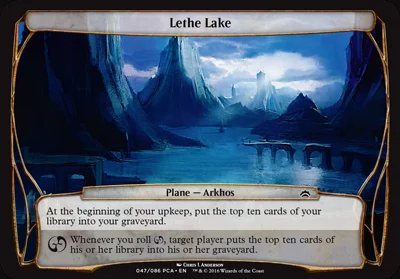 Lethe Lake
Plane — Arkhos
At the beginning of your upkeep, put the top ten cards of your
library into your graveyard.
Whenever you roll , target player puts the top ten cards of
his or her library into his or her graveyard.
047/086 PCA • EN Chris J. Anderson
™ & © 2016 Wizards of the Coast